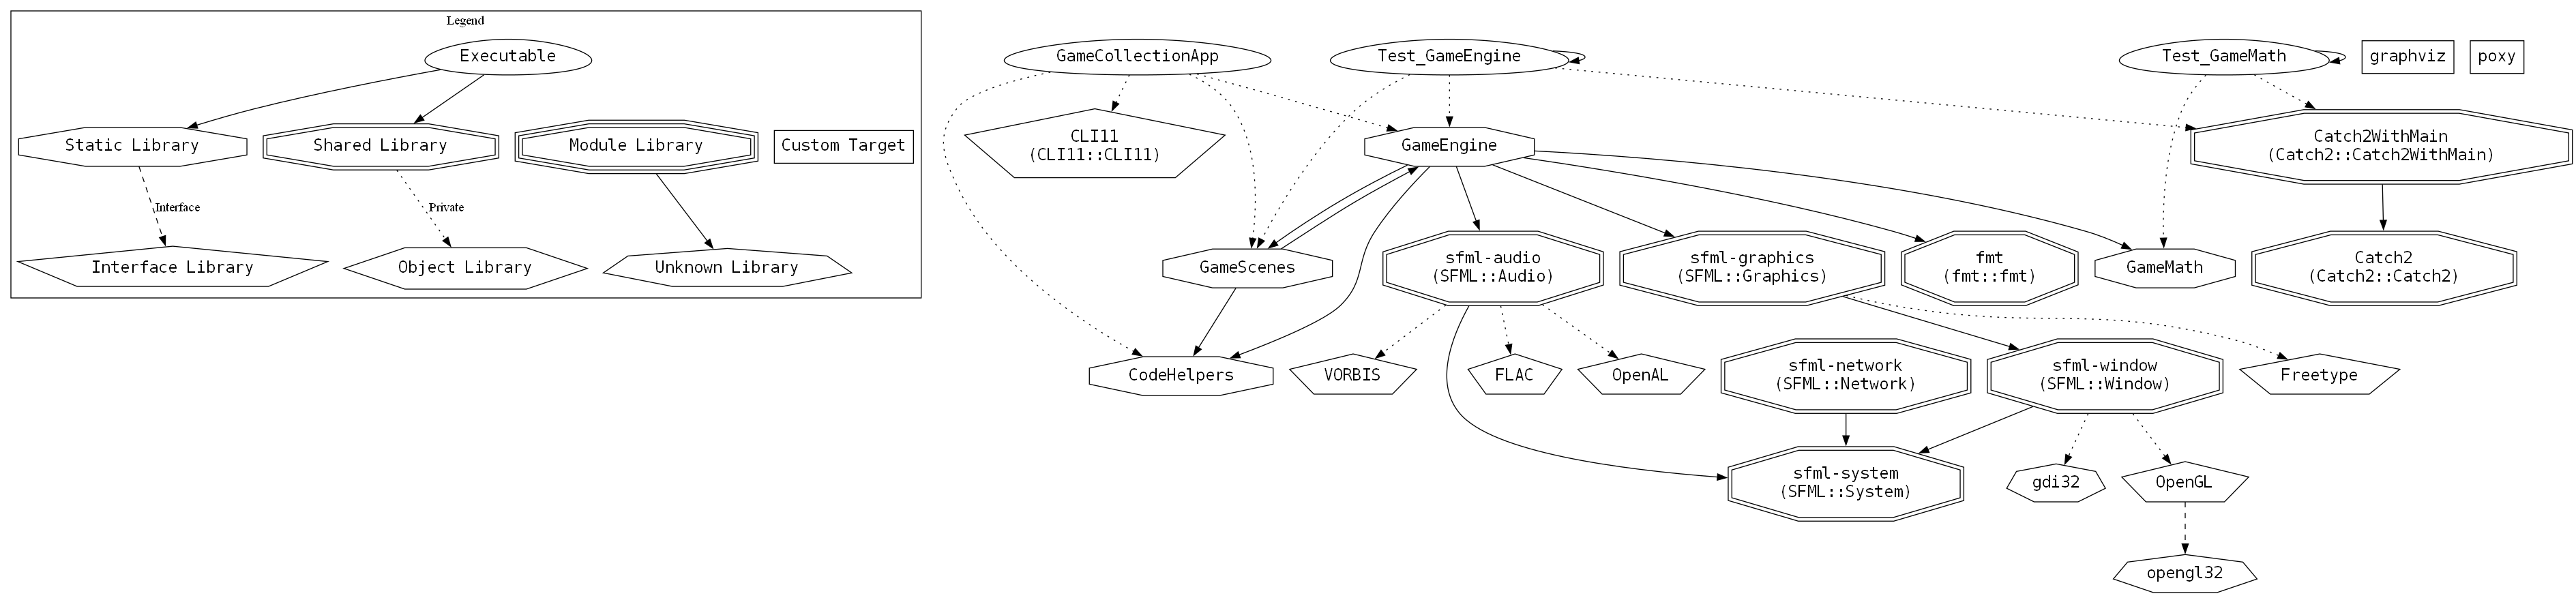 Legend
Executable
Static Library
Shared Library
Module Library
Custom Target
Interface
Private
Interface Library
Object Library
Unknown Library
GameCollectionApp
Test_GameEngine
Test_GameMath
graphviz
poxy
CLI11
(CLI11::CLI11)
GameEngine
Catch2WithMain
(Catch2::Catch2WithMain)
GameScenes
sfml-audio
(SFML::Audio)
sfml-graphics
(SFML::Graphics)
fmt
(fmt::fmt)
GameMath
Catch2
(Catch2::Catch2)
CodeHelpers
VORBIS
FLAC
OpenAL
sfml-network
(SFML::Network)
sfml-window
(SFML::Window)
Freetype
sfml-system
(SFML::System)
gdi32
OpenGL
opengl32